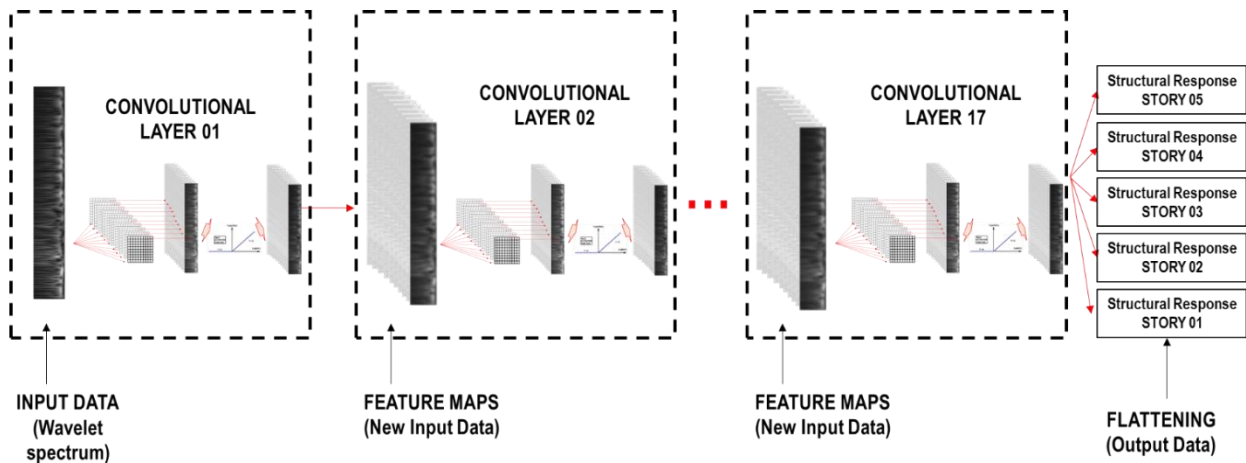 CONVOLUTIONAL
LAYER 01
CONVOLUTIONAL
LAYER 02
CONVOLUTIONAL
LAYER 17
Structural Response
STORY 05
Structural Response
STORY 04
Structural Response
STORY 03
Structural Response
STORY 02
Structural Response
STORY 01
INPUT DATA
(Wavelet
spectrum)
FEATURE MAPS
(New Input Data)
FEATURE MAPS
(New Input Data)
FLATTENING
(Output Data)